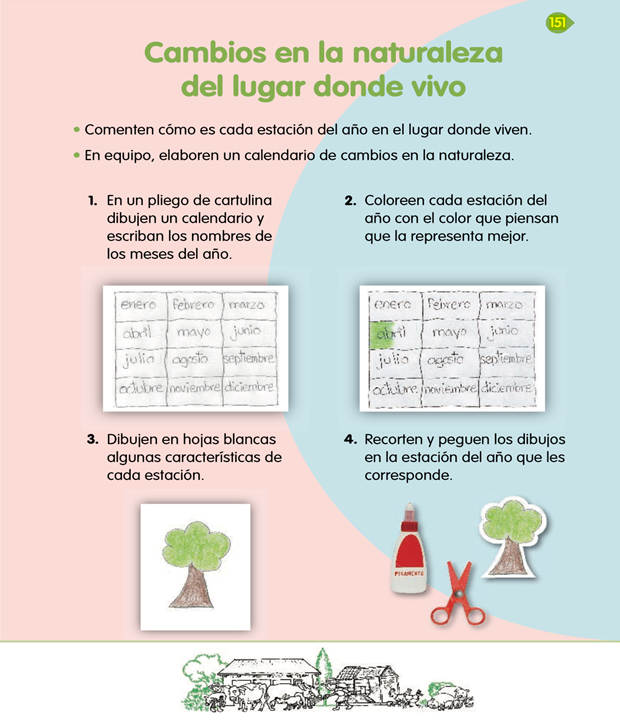 151
Cambios en la naturaleza
del lugar donde vivo
• Comenten cómo es cada estación del año en el lugar donde viven.
• En equipo, elaboren un calendario de cambios en la naturaleza.
1. En un pliego de cartulina
dibujen un calendario y
escriban los nombres de
los meses del año.
enero febrero marzo
abril mayo junio
julio agosto septiembre
octubre noviembre diciembre
2. Coloreen cada estación del
año con el color que piensan
que la representa mejor.
enero febrero marzo
abril mayo junio
julio agosto septiembre
octubre noviembre diciembre
3. Dibujen en hojas blancas
algunas características de
cada estación.
4. Recorten y peguen los dibujos
en la estación del año que les
corresponde.
PEGAMENTO